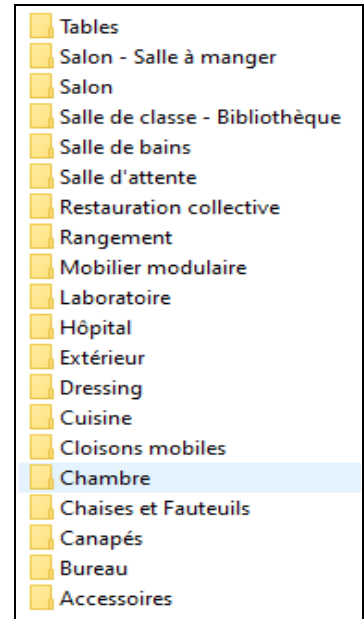 Tables
Salon - Salle à manger
Salon
Salle de classe - Bibliothèque
Salle de bains
Salle d'attente
Restauration collective
Rangement
Mobilier modulaire
Laboratoire
Hôpital
Extérieur
Dressing
Cuisine
Cloisons mobiles
Chambre
Chaises et Fauteuils
Canapés
Bureau
Accessoires